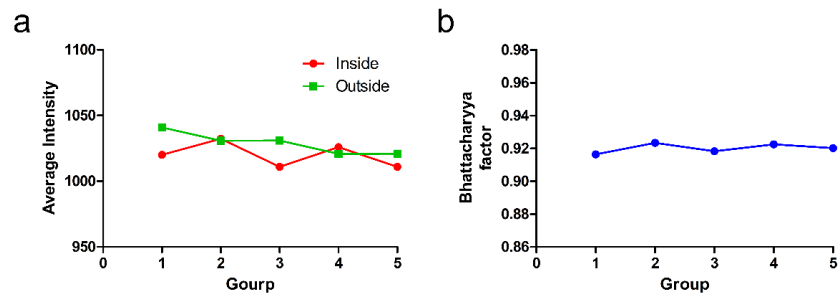 a
1100
1050
1000
950
Average Intensity
Inside
Outside
0 1 2 3 4 5
Gourp
b
0.98
0.96
0.94
0.92
0.90
0.88
0.86
Bhattacharyya
factor
0 1 2 3 4 5
Group